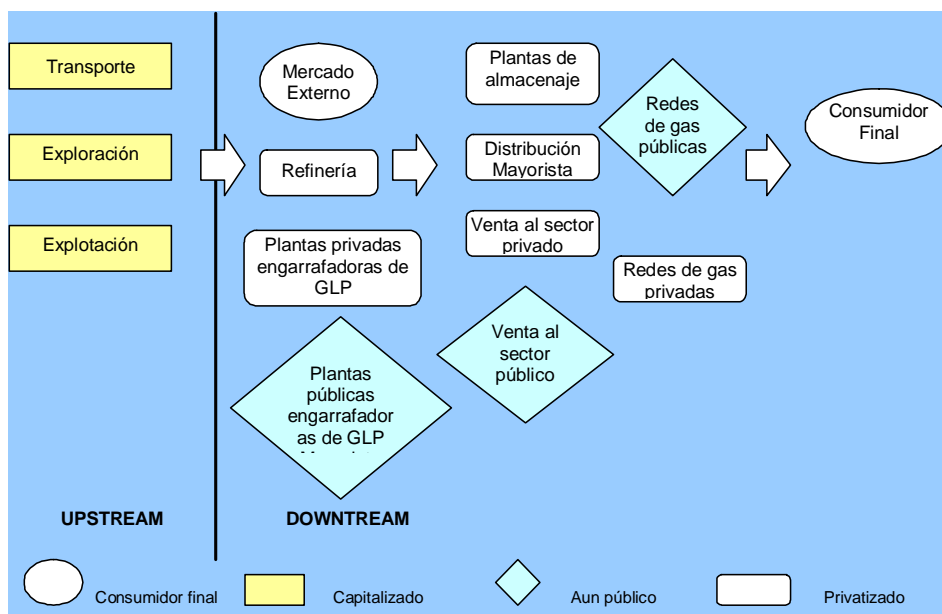 Transporte
Exploración
Explotación
Mercado
Externo
Refinería
Plantas privadas
engarrafadoras de
GLP
Plantas
públicas
engarrafador
as de GLP
Plantas de
almacenaje
Distribución
Mayorista
Venta al sector
privado
Venta al
sector
público
Redes
de gas
públicas
Redes de gas
privadas
Consumidor
Final
UPSTREAM
DOWNTREAM
Consumidor final
Capitalizado
Aun público
Privatizado